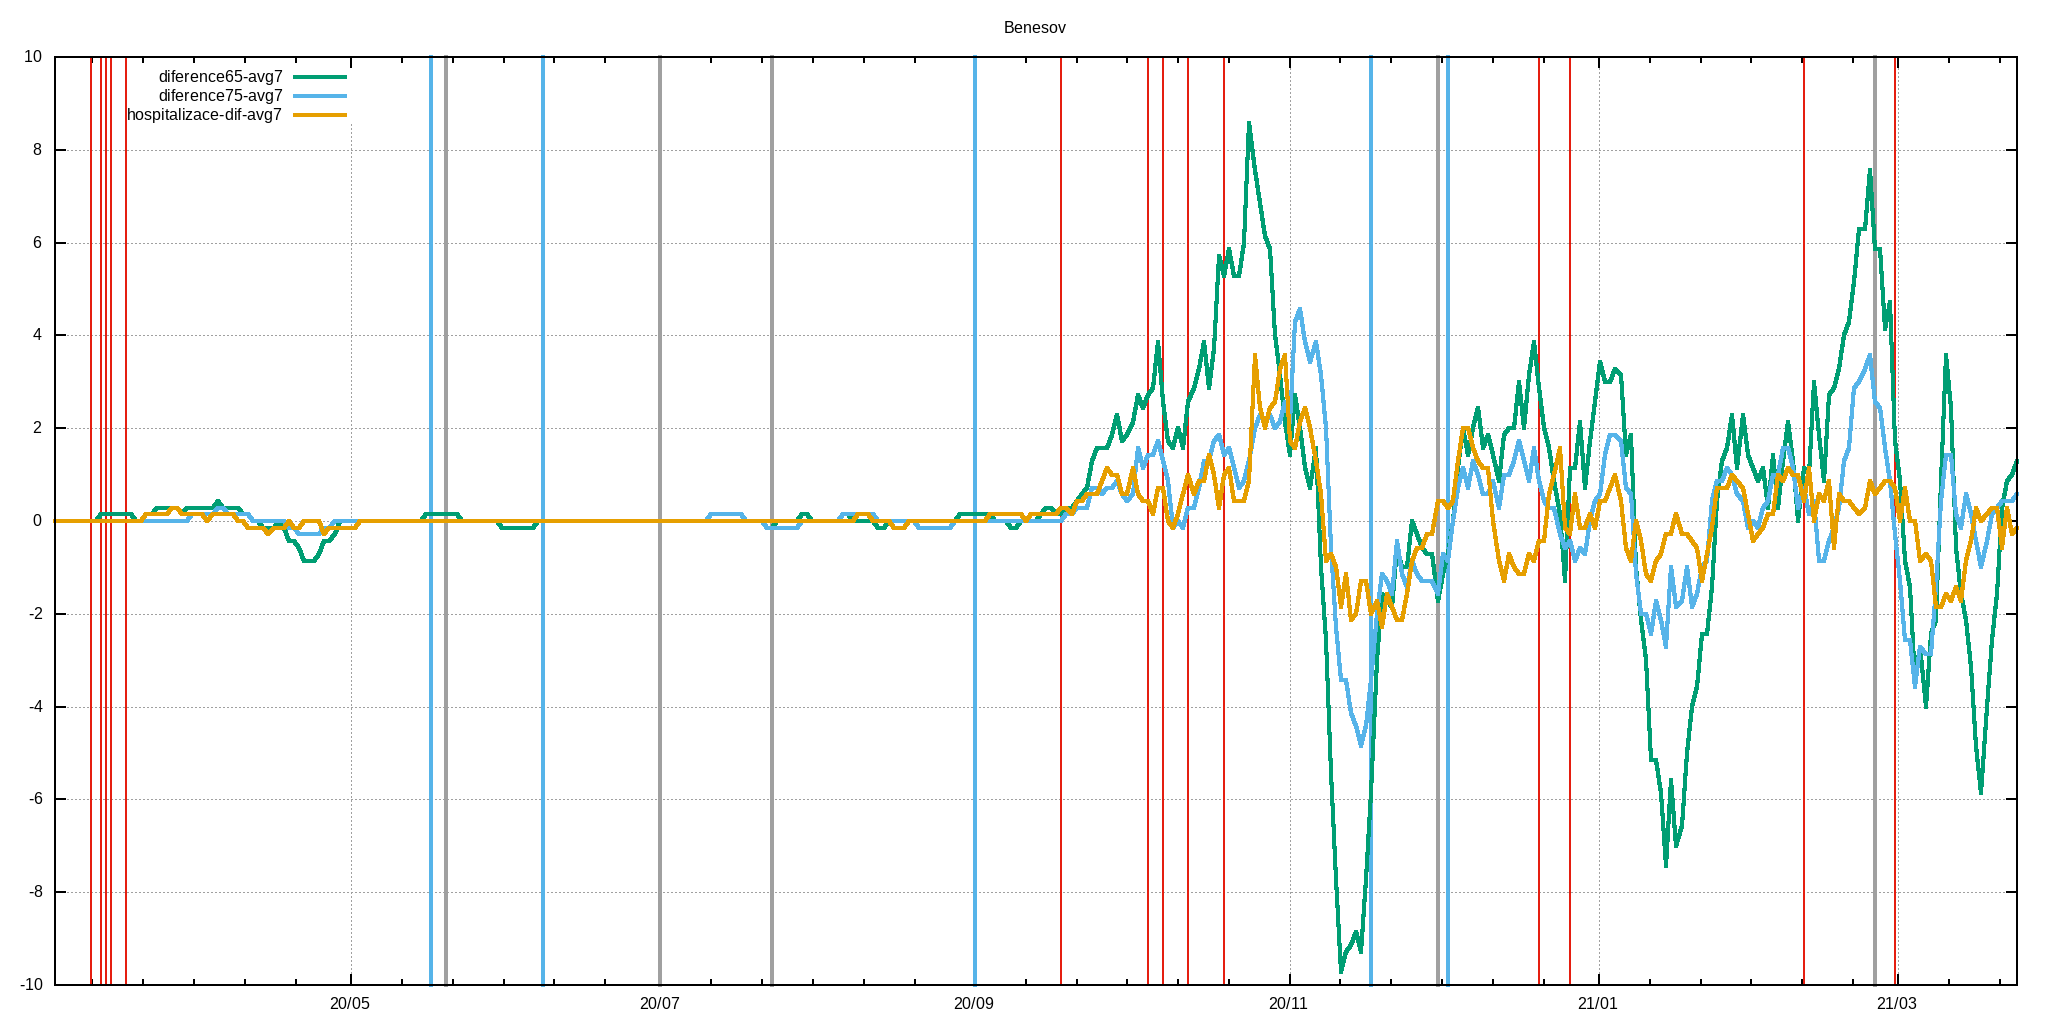 Benesov
diference65-avg7
diference75-avg7
hospitalizace-dif-avg7
10
8
6
4
2
0
-2
-4
-6
-8
-10
20/05 20/07 20/09 20/11 21/01 21/03